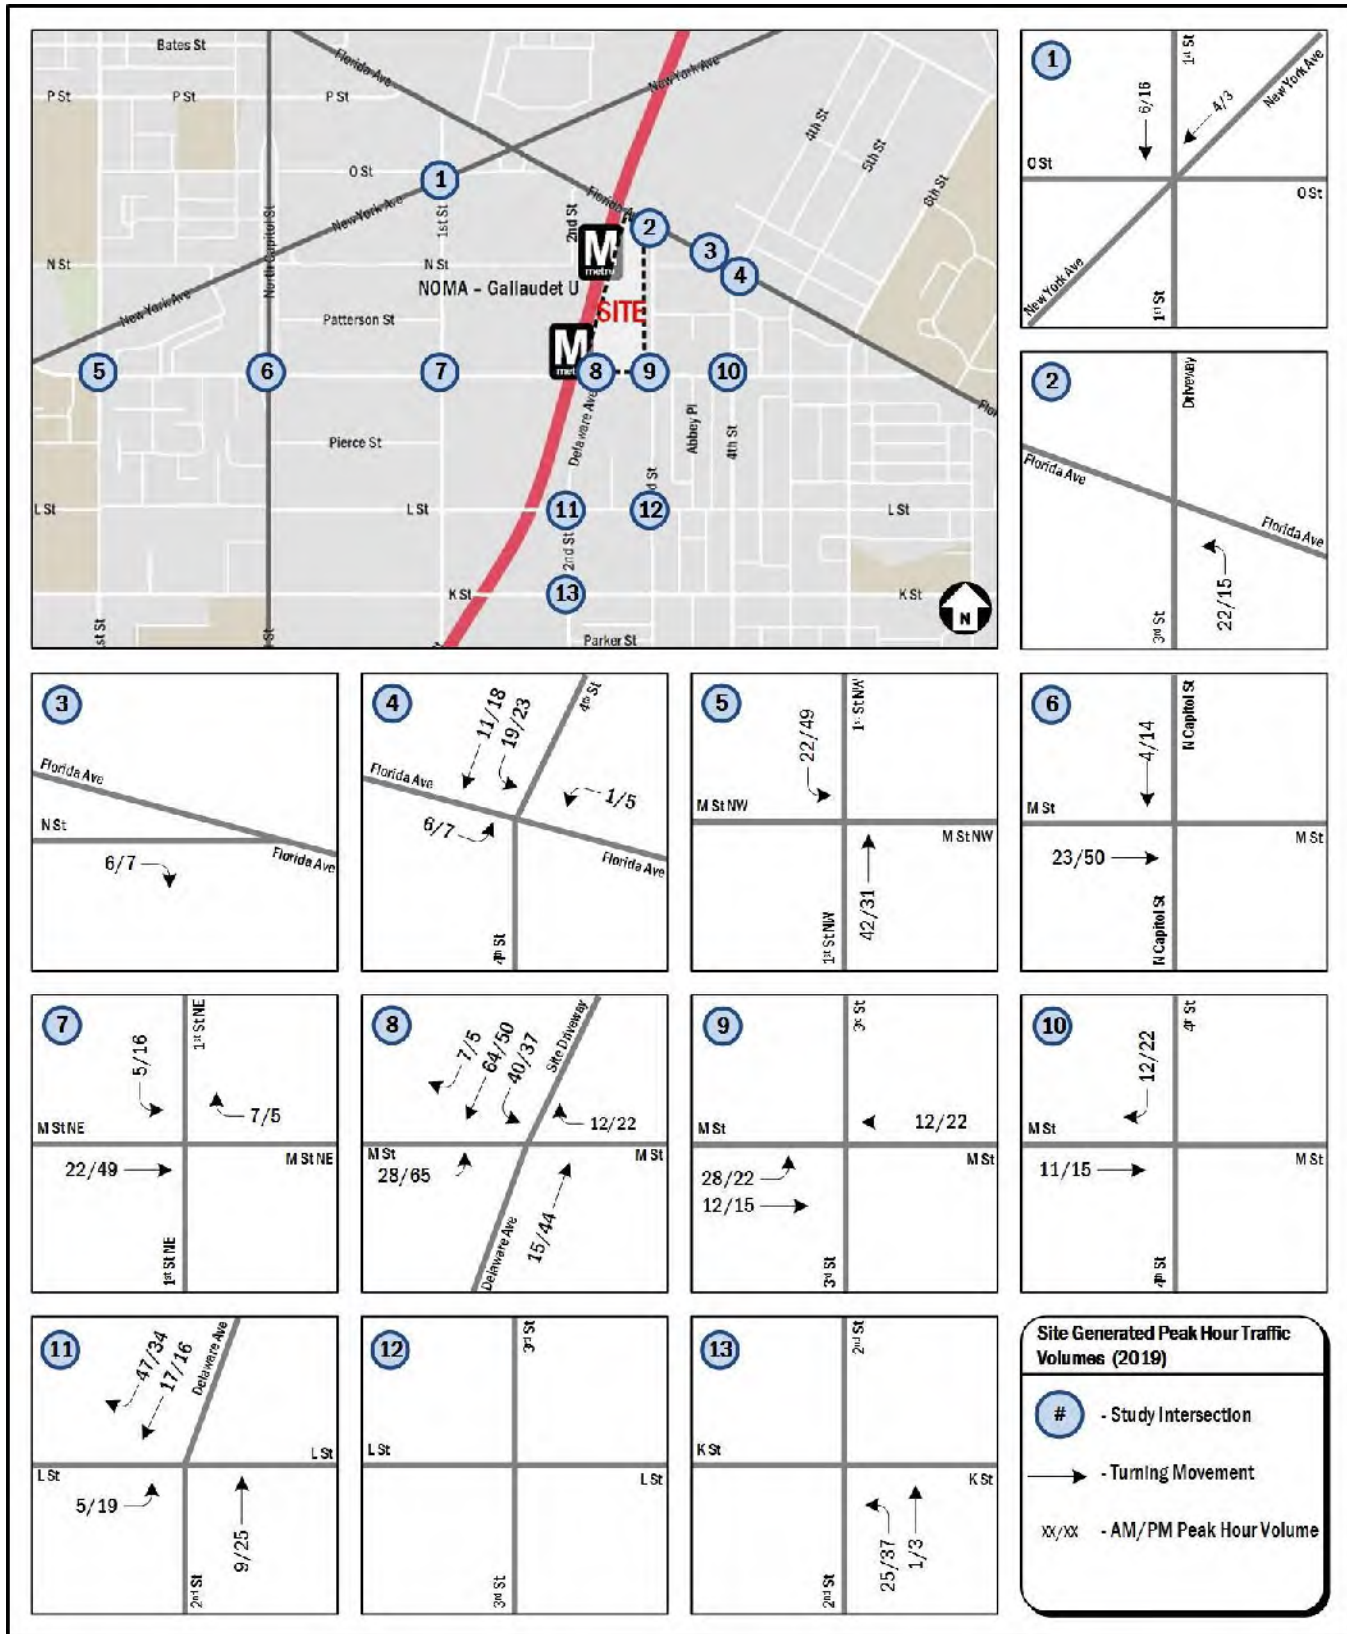 Bates St
P St
P St
P St
Florida Ave
New York Ave
4th St
5th St
6th St
O St
1
New York Ave
1st St
North Capitol St
2nd St
Florida Ave
2
3
4
N St
N St
M
metro
NOMA - Gallaudet U
SITE
New York Ave
Patterson St
M
5
6
7
8
9
10
Delaware Ave
Abbey Pl
4th St
Pierce St
L St
L St
11
12
L St
2nd St
K St
13
K St
Parker St
N
1
1st St
New York Ave
6/16
4/3
O St
O St
New York Ave
1st St
2
Driveway
Florida Ave
Florida Ave
3rd St
22/15
3
Florida Ave
N St
Florida Ave
6/7
4
11/18
19/23
4th St
Florida Ave
1/5
6/7
Florida Ave
4th St
5
22/49
1st St NW
M St NW
M St NW
1st St NW
42/31
6
4/14
N Capitol St
M St
M St
23/50
N Capitol St
7
5/16
1st St NE
7/5
M St NE
M St NE
22/49
1st St NE
8
7/5
64/50
40/37
Site Driveway
12/22
M St
M St
28/65
Delaware Ave
15/44
9
M St
12/22
M St
28/22
12/15
3rd St
10
12/22
4th St
M St
M St
11/15
4th St
11
47/34
17/16
Delaware Ave
L St
L St
5/19
9/25
2nd St
12
3rd St
L St
L St
3rd St
13
2nd St
K St
K St
2nd St
25/37
1/3
Site Generated Peak Hour Traffic
Volumes (2019)
# - Study Intersection
- Turning Movement
xx/xx - AM/PM Peak Hour Volume